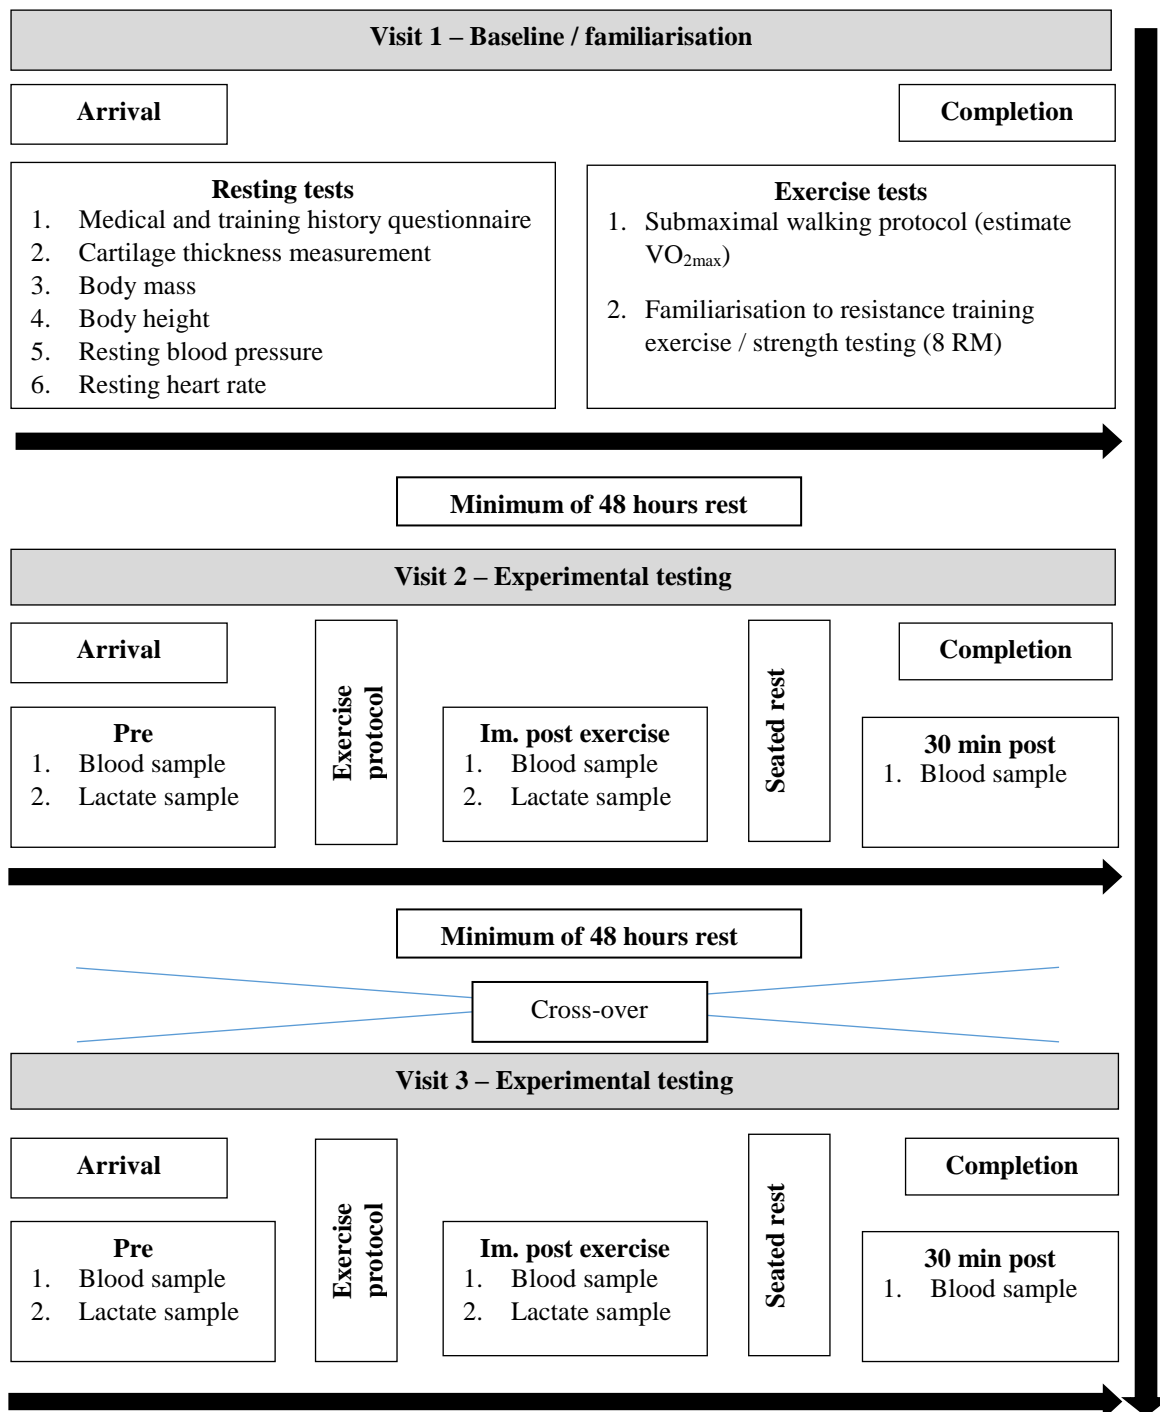 Visit 1 – Baseline / familiarisation
Arrival
Completion
Resting tests
1. Medical and training history questionnaire
2. Cartilage thickness measurement
3. Body mass
4. Body height
5. Resting blood pressure
6. Resting heart rate
Exercise tests
1. Submaximal walking protocol (estimate
VO2max)
2. Familiarisation to resistance training
exercise / strength testing (8 RM)
Minimum of 48 hours rest
Visit 2 – Experimental testing
Arrival
Completion
Pre
1. Blood sample
2. Lactate sample
Exercise
protocol
Im. post exercise
1. Blood sample
2. Lactate sample
Seated rest
30 min post
1. Blood sample
Minimum of 48 hours rest
Cross-over
Visit 3 – Experimental testing
Arrival
Completion
Pre
1. Blood sample
2. Lactate sample
Exercise
protocol
Im. post exercise
1. Blood sample
2. Lactate sample
Seated rest
30 min post
1. Blood sample